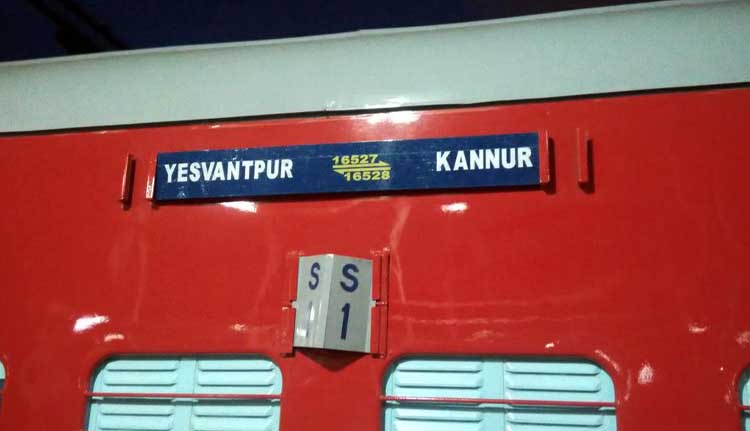 YESVANTPUR 16527 KANNUR
16528
S S
1 1